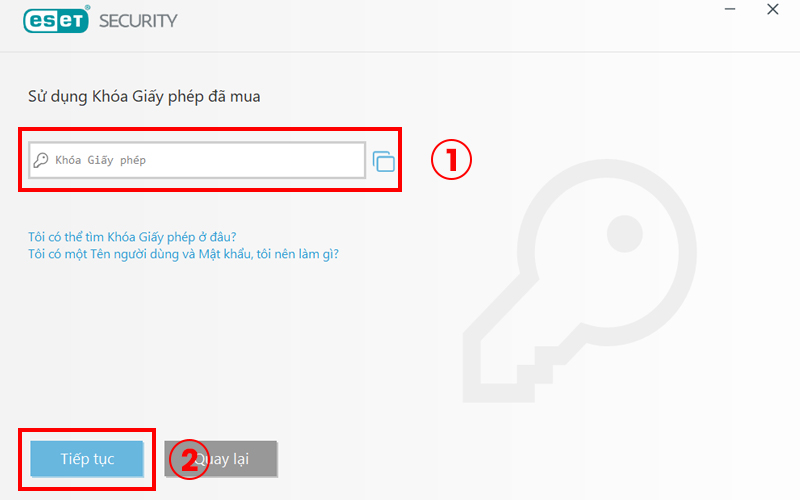 eseT® SECURITY
Sử dụng Khóa Giấy phép đã mua
Khóa Giấy phép
1
Tôi có thể tìm Khóa Giấy phép ở đâu?
Tôi có một Tên người dùng và Mật khẩu, tôi nên làm gì?
Tiếp tục
2 Quay lại